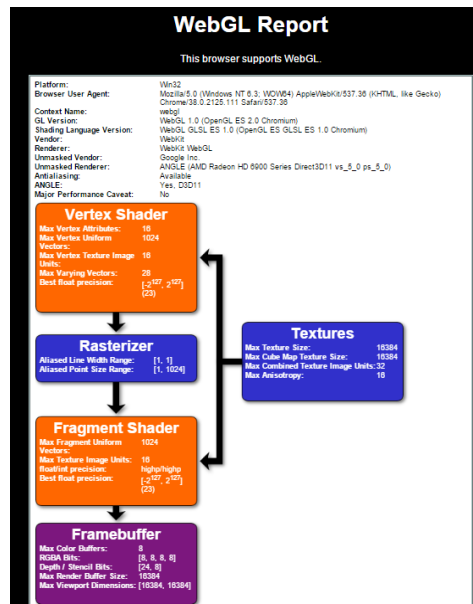 WebGL Report
This browser supports WebGL.
Platform: Win32
Browser User Agent: Mozilla/5.0 (Windows NT 6.3; WOW64) AppleWebKit/537.36 (KHTML, like Gecko)
Chrome/38.0.2125.111 Safari/537.36
Context Name: webgl
GL Version: WebGL 1.0 (OpenGL ES 2.0 Chromium)
Shading Language Version: WebGL GLSL ES 1.0 (OpenGL ES GLSL ES 1.0 Chromium)
Vendor: WebKit
Renderer: WebKit WebGL
Unmasked Vendor: Google Inc.
Unmasked Renderer: ANGLE (AMD Radeon HD 6900 Series Direct3D11 vs_5_0 ps_5_0)
Antialiasing: Available
ANGLE: Yes, D3D11
Major Performance Caveat: No
Vertex Shader
Max Vertex Attributes: 16
Max Vertex Uniform 1024
Vectors:
Max Vertex Texture Image 16
Units:
Max Varying Vectors: 28
Best float precision: [-2^127, 2^127]
(23)
Rasterizer
Aliased Line Width Range: [1, 1]
Aliased Point Size Range: [1, 1024]
Textures
Max Texture Size: 16384
Max Cube Map Texture Size: 16384
Max Combined Texture Image Units: 32
Max Anisotropy: 16
Fragment Shader
Max Fragment Uniform 1024
Vectors:
Max Texture Image Units: 16
float/int precision: highp/highp
Best float precision: [-2^127, 2^127]
(23)
Framebuffer
Max Color Buffers: 8
RGBA Bits: [8, 8, 8, 8]
Depth / Stencil Bits: [24, 8]
Max Render Buffer Size: 16384
Max Viewport Dimensions: [16384, 16384]